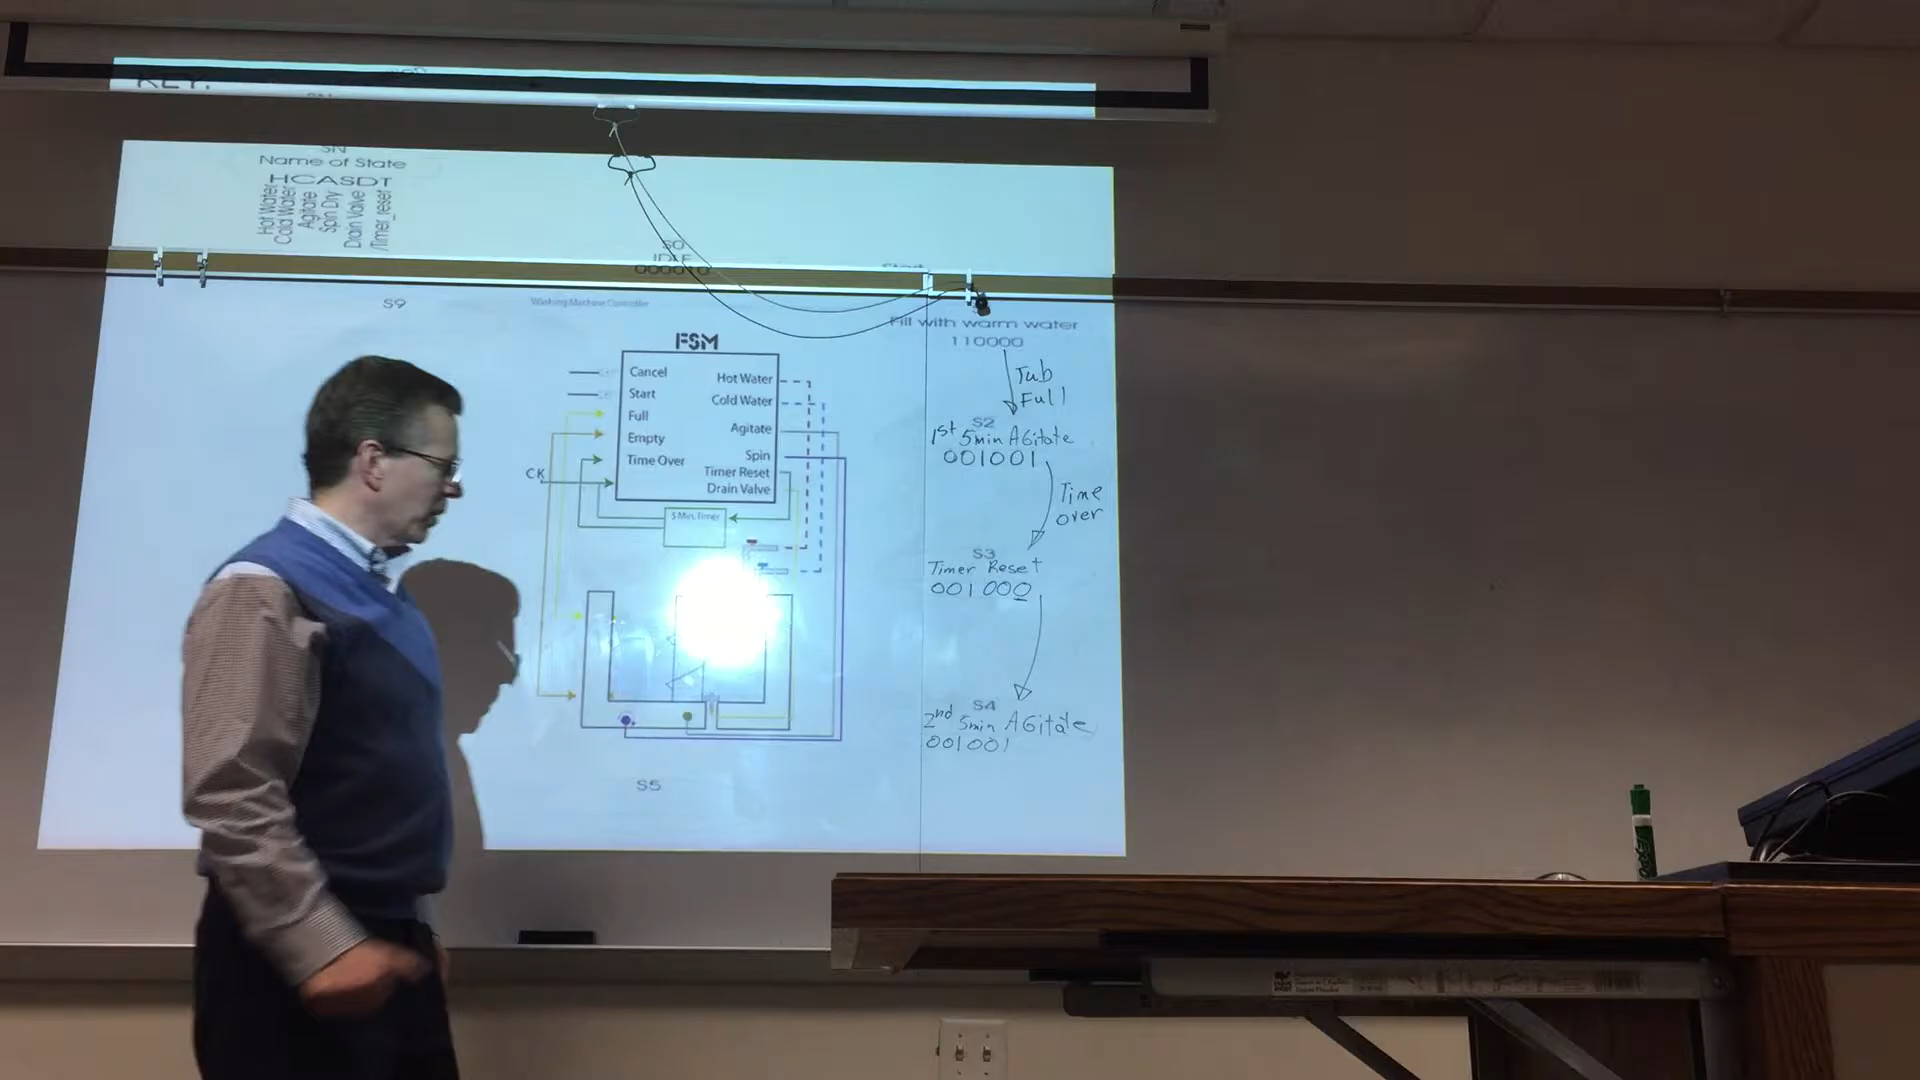 KEY:
SN
Name of State
HCASDT
Hot Water
Cold Water
Agitate
Spin Dry
Drain Valve
/Timer_reset
S0
IDLE
000010
Start
S9
Washing Machine Controller
FSM
Cancel
Start
Full
Empty
Time Over
CK
Hot Water
Cold Water
Agitate
Spin
Timer Reset
Drain Valve
5 Min. Timer
Fill with warm water
110000
Tub
Full
S2
1st 5min AGitate
001001
Time
over
S3
Timer Reset
001000
S4
2nd 5min AGitate
001001
S5